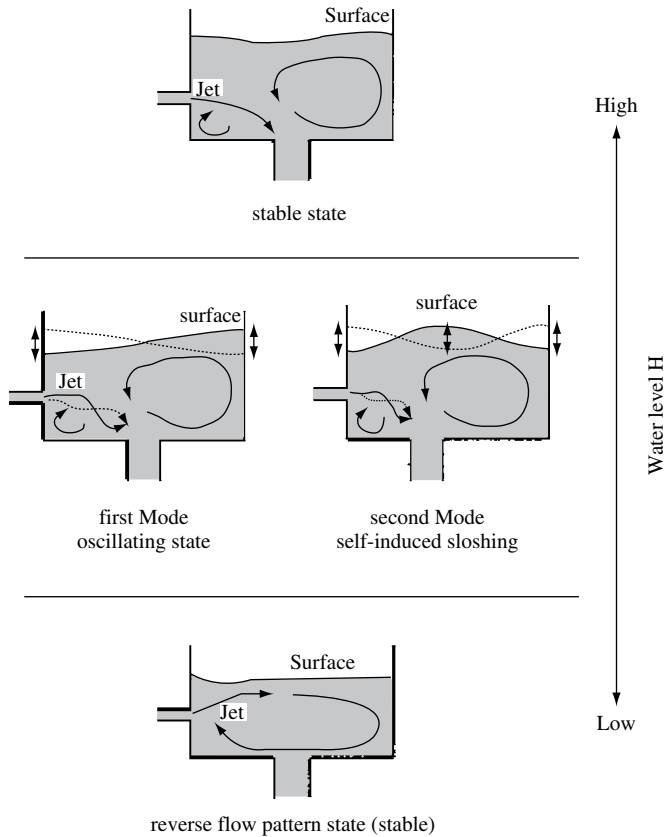 Surface
Jet
High
stable state
surface
surface
Jet
first Mode
oscillating state
second Mode
self-induced sloshing
Water level H
Surface
Jet
Low
reverse flow pattern state (stable)